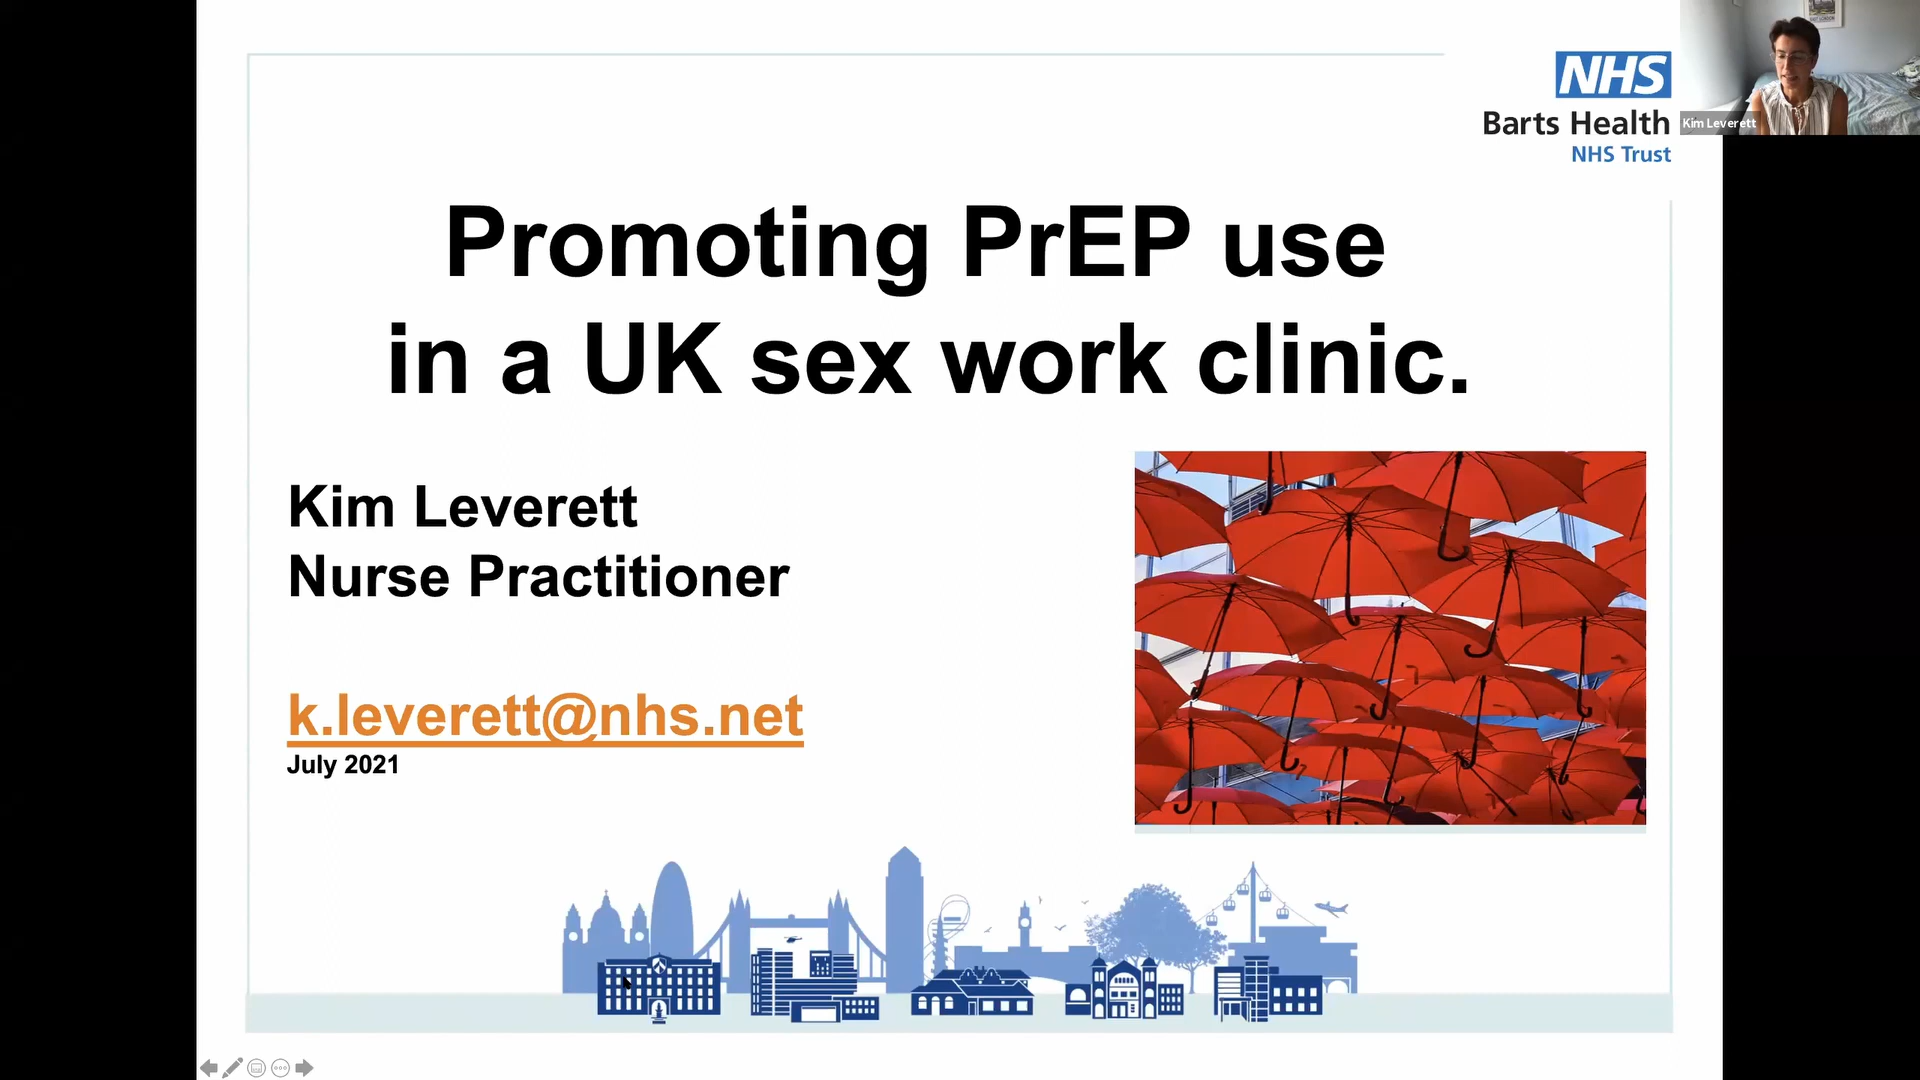 NHS
Barts Health
NHS Trust
Kim Leverett
Promoting PrEP use
in a UK sex work clinic.
Kim Leverett
Nurse Practitioner
k.leverett@nhs.net
July 2021